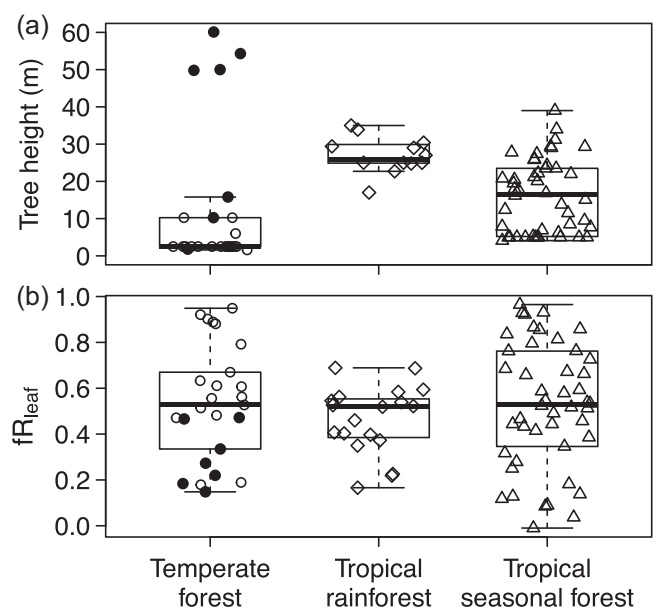 (a)
Tree height (m)
60
50
40
30
20
10
0
(b)
fRleaf
1.0
0.8
0.6
0.4
0.2
0.0
Temperate
forest
Tropical
rainforest
Tropical
seasonal forest